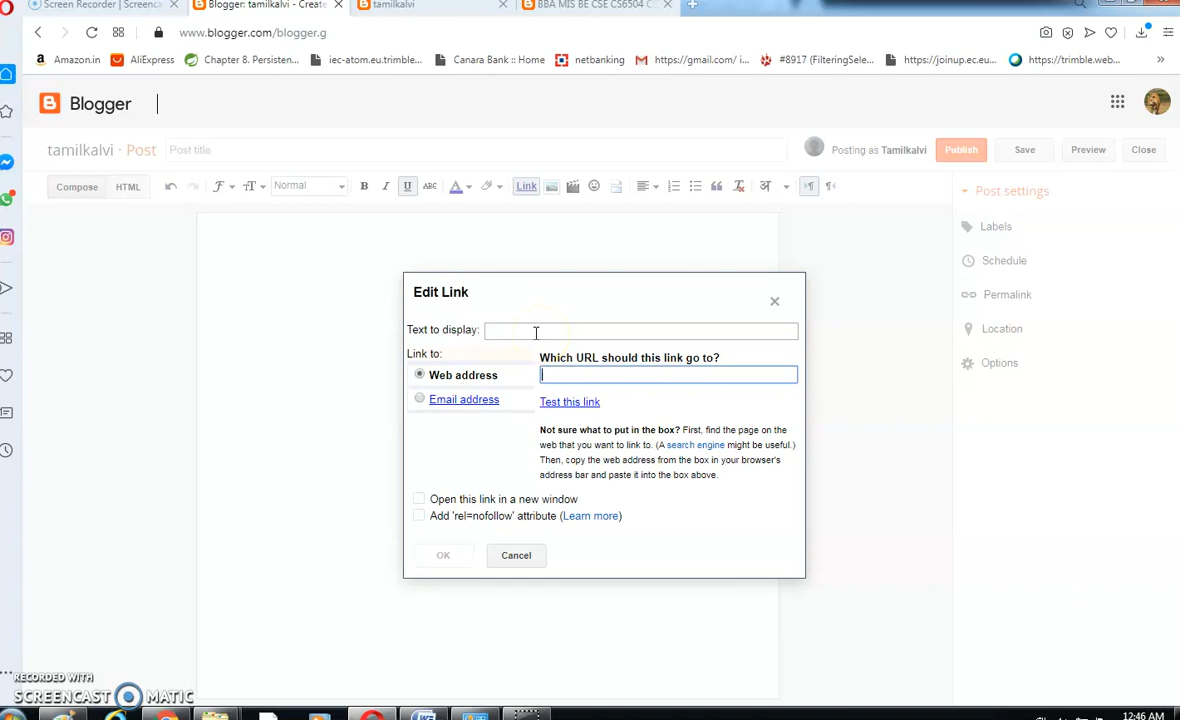 Screen Recorder | Screenca
Blogger: tamilkalvi - Create
tamilkalvi
BBA MIS BE CSE CS6504 C
www.blogger.com/blogger.g
Amazon.in
AliExpress
Chapter 8. Persisten...
iec-atom.eu.trimble...
Canara Bank :: Home
netbanking
https://gmail.com/ i...
#8917 (FilteringSele...
https://joinup.ec.eu...
https://trimble.web...
»
Blogger
tamilkalvi · Post
Post title
Posting as Tamilkalvi
Publish
Save
Preview
Close
Compose
HTML
Normal
B
I
U
ABC
A
Link
अ
Post settings
Labels
Schedule
Permalink
Location
Options
Edit Link
Text to display:
Link to:
Web address
Email address
Which URL should this link go to?
Test this link
Not sure what to put in the box? First, find the page on the
web that you want to link to. (A search engine might be useful.)
Then, copy the web address from the box in your browser's
address bar and paste it into the box above.
Open this link in a new window
Add 'rel=nofollow' attribute (Learn more)
OK
Cancel
RECORDED WITH
SCREENCAST MATIC
12:46 AM